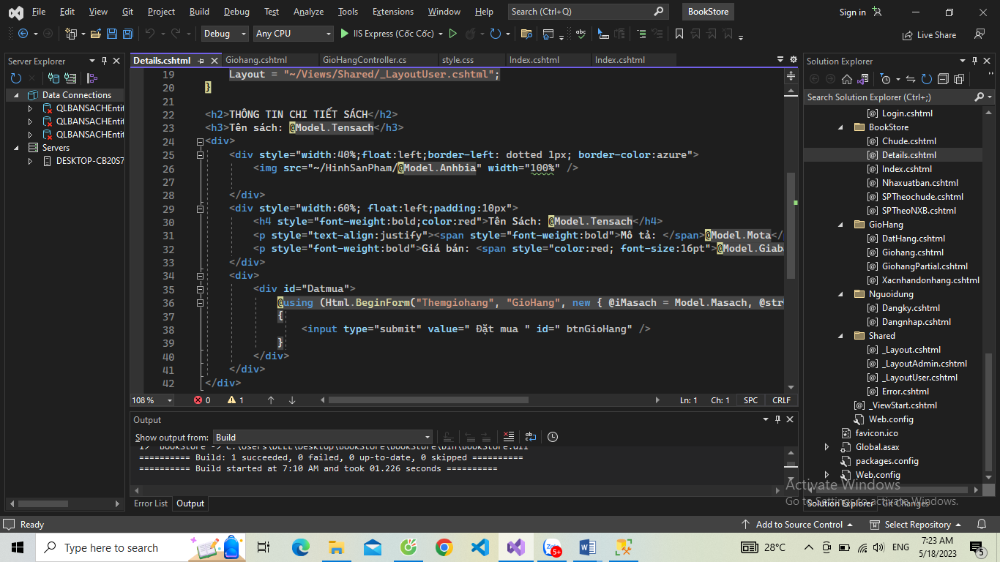 File Edit View Git Project Build Debug Test Analyze Tools Extensions Window Help Search (Ctrl+Q) BookStore Sign in
Debug Any CPU IIS Express (Cốc Cốc) Live Share
Server Explorer
Data Connections
QLBANSACHEntit
QLBANSACHEntit
QLBANSACHEntit
Servers
DESKTOP-CB20S7
Details.cshtml Giohang.cshtml GioHangController.cs style.css Index.cshtml Index.cshtml
19 Layout = "~/Views/Shared/_LayoutUser.cshtml";
20 }
21
22 <h2>THÔNG TIN CHI TIẾT SÁCH</h2>
23 <h3>Tên sách: @Model.Tensach</h3>
24 <div>
25 <div style="width:40%;float:left;border-left: dotted 1px; border-color:azure">
26 <img src="~/HinhSanPham/@Model.Anhbia" width="100%" />
27
28 </div>
29 <div style="width:60%; float:left;padding:10px">
30 <h4 style="font-weight:bold;color:red">Tên Sách: @Model.Tensach</h4>
31 <p style="text-align:justify"><span style="font-weight:bold">Mô tả: </span>@Model.Mota</
32 <p style="font-weight:bold">Giá bán: <span style="color:red; font-size:16pt">@Model.Giaba
33 </div>
34 <div>
35 <div id="Datmua">
36 @using (Html.BeginForm("Themgiohang", "GioHang", new { @iMasach = Model.Masach, @str
37 {
38 <input type="submit" value=" Đặt mua " id=" btnGioHang" />
39 }
40 </div>
41 </div>
42 </div>
108 % 0 1 Ln: 1 Ch: 1 SPC CRLF
Output
Show output from: Build
1> BookStore -> C:\Users\DELL\Desktop\BookStore\BookStore\bin\BookStore.dll
========== Build: 1 succeeded, 0 failed, 0 up-to-date, 0 skipped ==========
========== Build started at 7:10 AM and took 01.226 seconds ==========
Error List Output
Solution Explorer
Search Solution Explorer (Ctrl+;)
Login.cshtml
BookStore
Chude.cshtml
Details.cshtml
Index.cshtml
Nhaxuatban.cshtml
SPTheochude.cshtml
SPTheoNXB.cshtml
GioHang
DatHang.cshtml
Giohang.cshtml
GiohangPartial.cshtml
Xacnhandonhang.cshtml
Nguoidung
Dangky.cshtml
Dangnhap.cshtml
Shared
_Layout.cshtml
_LayoutAdmin.cshtml
_LayoutUser.cshtml
Error.cshtml
_ViewStart.cshtml
Web.config
favicon.ico
Global.asax
packages.config
Web.config
Activate Windows
Go to Settings to activate Windows.
Solution Explorer Git Changes
Ready Add to Source Control Select Repository
Type here to search 5+ 28°C ENG 7:23 AM
5/18/2023 5